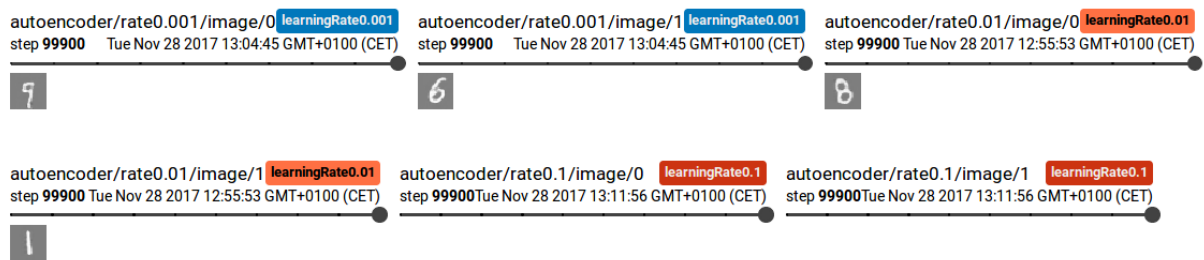 autoencoder/rate0.001/image/0 learningRate0.001
step 99900 Tue Nov 28 2017 13:04:45 GMT+0100 (CET)
9
autoencoder/rate0.001/image/1 learningRate0.001
step 99900 Tue Nov 28 2017 13:04:45 GMT+0100 (CET)
6
autoencoder/rate0.01/image/0 learningRate0.01
step 99900 Tue Nov 28 2017 12:55:53 GMT+0100 (CET)
8
autoencoder/rate0.01/image/1 learningRate0.01
step 99900 Tue Nov 28 2017 12:55:53 GMT+0100 (CET)
1
autoencoder/rate0.1/image/0 learningRate0.1
step 99900Tue Nov 28 2017 13:11:56 GMT+0100 (CET)
autoencoder/rate0.1/image/1 learningRate0.1
step 99900Tue Nov 28 2017 13:11:56 GMT+0100 (CET)